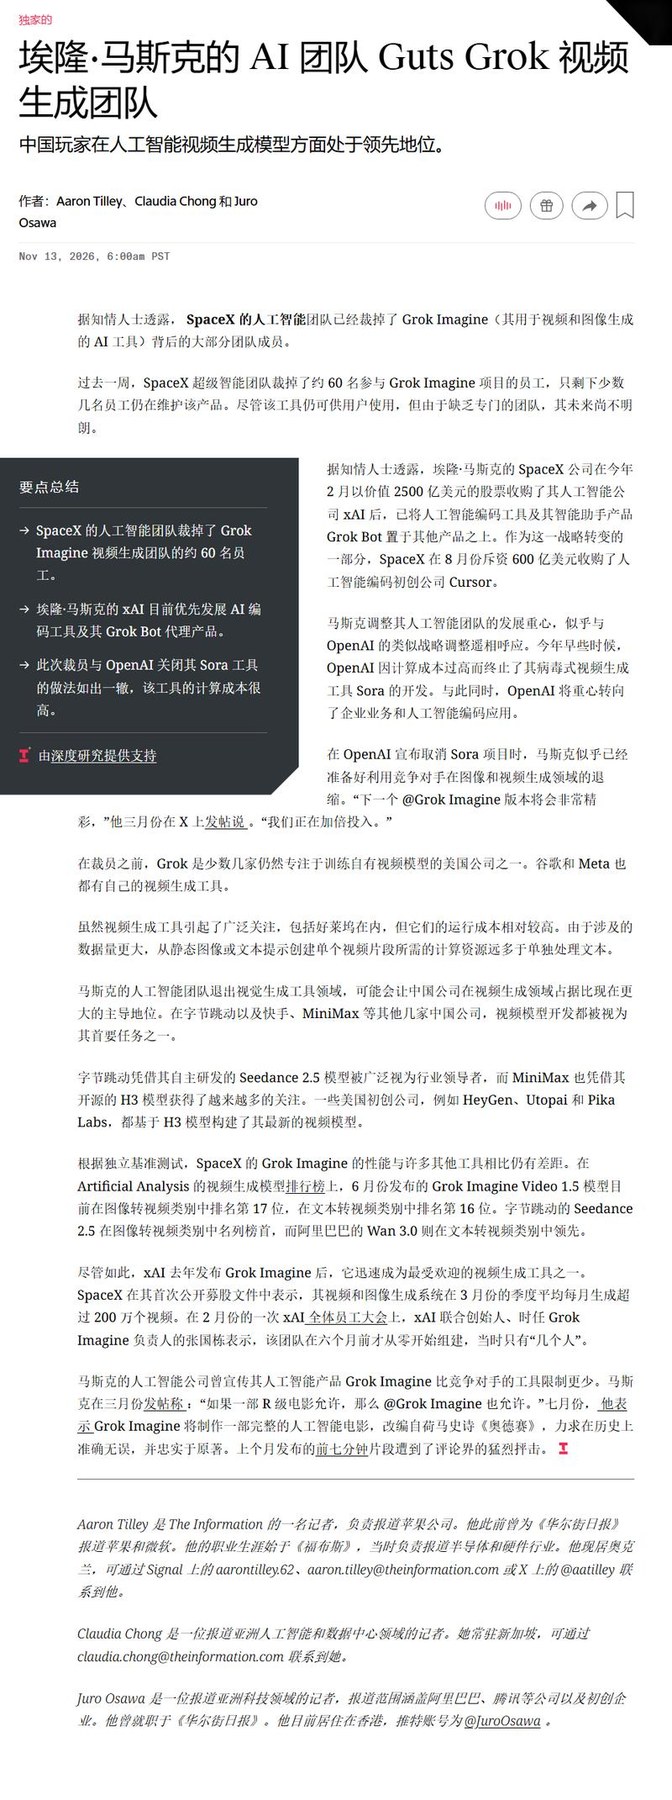 独家的
埃隆·马斯克的 AI 团队 Guts Grok 视频
生成团队
中国玩家在人工智能视频生成模型方面处于领先地位。
作者：Aaron Tilley、Claudia Chong 和 Juro
Osawa
Nov 13, 2026, 6:00am PST
据知情人士透露， SpaceX 的人工智能团队已经裁掉了 Grok Imagine（其用于视频和图像生成
的 AI 工具）背后的大部分团队成员。
过去一周，SpaceX 超级智能团队裁掉了约 60 名参与 Grok Imagine 项目的员工，只剩下少数
几名员工仍在维护该产品。尽管该工具仍可供用户使用，但由于缺乏专门的团队，其未来尚不明
朗。
要点总结
→ SpaceX 的人工智能团队裁掉了 Grok
Imagine 视频生成团队的约 60 名员
工。
→ 埃隆·马斯克的 xAI 目前优先发展 AI 编
码工具及其 Grok Bot 代理产品。
→ 此次裁员与 OpenAI 关闭其 Sora 工具
的做法如出一辙，该工具的计算成本很
高。
由深度研究提供支持
据知情人士透露，埃隆·马斯克的 SpaceX 公司在今年
2 月以价值 2500 亿美元的股票收购了其人工智能公
司 xAI 后，已将人工智能编码工具及其智能助手产品
Grok Bot 置于其他产品之上。作为这一战略转变的
一部分，SpaceX 在 8 月份斥资 600 亿美元收购了人
工智能编码初创公司 Cursor。
马斯克调整其人工智能团队的发展重心，似乎与
OpenAI 的类似战略调整遥相呼应。今年早些时候，
OpenAI 因计算成本过高而终止了其病毒式视频生成
工具 Sora 的开发。与此同时，OpenAI 将重心转向
了企业业务和人工智能编码应用。
在 OpenAI 宣布取消 Sora 项目时，马斯克似乎已经
准备好利用竞争对手在图像和视频生成领域的退
缩。“下一个 @Grok Imagine 版本将会非常精
彩，”他三月份在 X 上发帖说 。“我们正在加倍投入。”
在裁员之前，Grok 是少数几家仍然专注于训练自有视频模型的美国公司之一。谷歌和 Meta 也
都有自己的视频生成工具。
虽然视频生成工具引起了广泛关注，包括好莱坞在内，但它们的运行成本相对较高。由于涉及的
数据量更大，从静态图像或文本提示创建单个视频片段所需的计算资源远多于单独处理文本。
马斯克的人工智能团队退出视觉生成工具领域，可能会让中国公司在视频生成领域占据比现在更
大的主导地位。在字节跳动以及快手、MiniMax 等其他几家中国公司，视频模型开发都被视为
其首要任务之一。
字节跳动凭借其自主研发的 Seedance 2.5 模型被广泛视为行业领导者，而 MiniMax 也凭借其
开源的 H3 模型获得了越来越多的关注。一些美国初创公司，例如 HeyGen、Utopai 和 Pika
Labs，都基于 H3 模型构建了其最新的视频模型。
根据独立基准测试，SpaceX 的 Grok Imagine 的性能与许多其他工具相比仍有差距。在
Artificial Analysis 的视频生成模型排行榜上，6 月份发布的 Grok Imagine Video 1.5 模型目
前在图像转视频类别中排名第 17 位，在文本转视频类别中排名第 16 位。字节跳动的 Seedance
2.5 在图像转视频类别中名列榜首，而阿里巴巴的 Wan 3.0 则在文本转视频类别中领先。
尽管如此，xAI 去年发布 Grok Imagine 后，它迅速成为最受欢迎的视频生成工具之一。
SpaceX 在其首次公开募股文件中表示，其视频和图像生成系统在 3 月份的季度平均每月生成超
过 200 万个视频。在 2 月份的一次 xAI 全体员工大会上，xAI 联合创始人、时任 Grok
Imagine 负责人的张国栋表示，该团队在六个月前才从零开始组建，当时只有“几个人”。
马斯克的人工智能公司曾宣传其人工智能产品 Grok Imagine 比竞争对手的工具限制更少。马斯
克在三月份发帖称 ：“如果一部 R 级电影允许，那么 @Grok Imagine 也允许。”七月份， 他表
示 Grok Imagine 将制作一部完整的人工智能电影，改编自荷马史诗《奥德赛》，力求在历史上
准确无误，并忠实于原著。上个月发布的前七分钟片段遭到了评论界的猛烈抨击。
Aaron Tilley 是 The Information 的一名记者，负责报道苹果公司。他此前曾为《华尔街日报》
报道苹果和微软。他的职业生涯始于《福布斯》，当时负责报道半导体和硬件行业。他现居奥克
兰，可通过 Signal 上的 aarontilley.62、aaron.tilley@theinformation.com 或 X 上的 @aatilley 联
系到他。
Claudia Chong 是一位报道亚洲人工智能和数据中心领域的记者。她常驻新加坡，可通过
claudia.chong@theinformation.com 联系到她。
Juro Osawa 是一位报道亚洲科技领域的记者，报道范围涵盖阿里巴巴、腾讯等公司以及初创企
业。他曾就职于《华尔街日报》。他目前居住在香港，推特账号为 @JuroOsawa 。